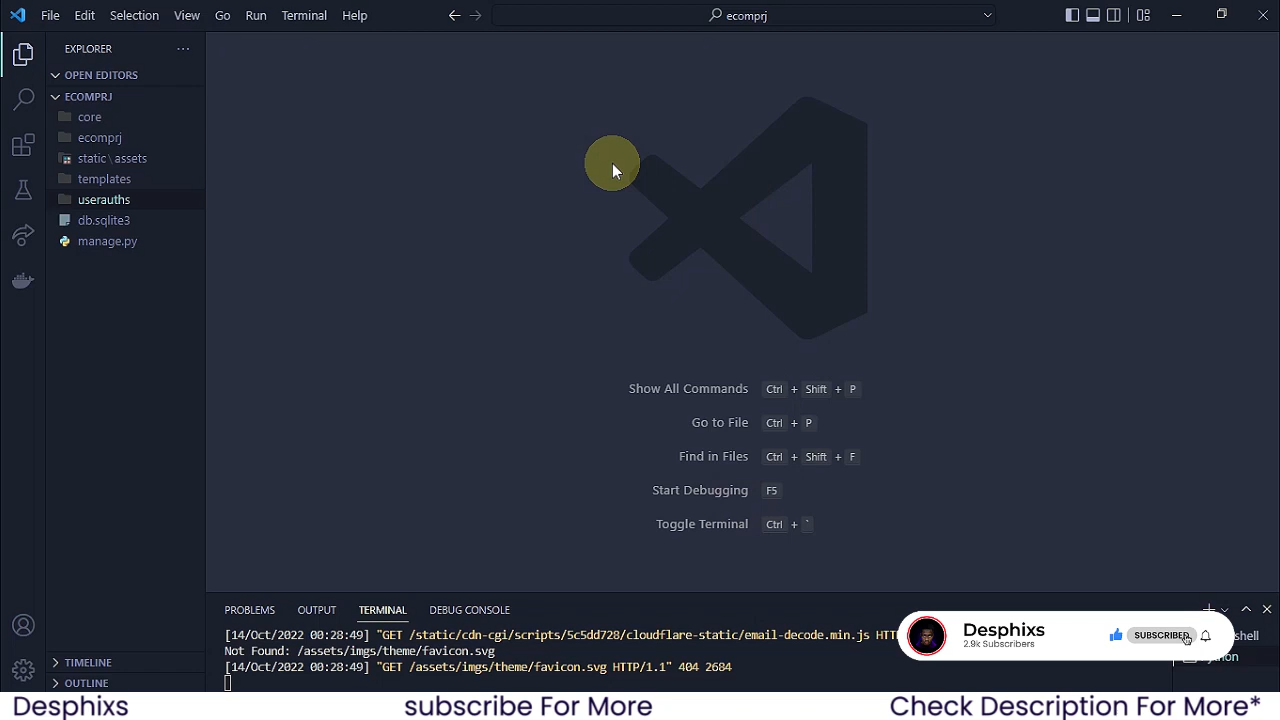 File Edit Selection View Go Run Terminal Help
ecomprj
EXPLORER
OPEN EDITORS
ECOMPRJ
core
ecomprj
static\assets
templates
userauths
db.sqlite3
manage.py
Show All Commands Ctrl + Shift + P
Go to File Ctrl + P
Find in Files Ctrl + Shift + F
Start Debugging F5
Toggle Terminal Ctrl + `
PROBLEMS OUTPUT TERMINAL DEBUG CONSOLE
[14/Oct/2022 00:28:49] "GET /static/cdn-cgi/scripts/5c5dd728/cloudflare-static/email-decode.min.js
Not Found: /assets/imgs/theme/favicon.svg
[14/Oct/2022 00:28:49] "GET /assets/imgs/theme/favicon.svg HTTP/1.1" 404 2684
Desphixs
2.9k Subscribers
SUBSCRIBED
TIMELINE
OUTLINE
Desphixs subscribe For More Check Description For More*